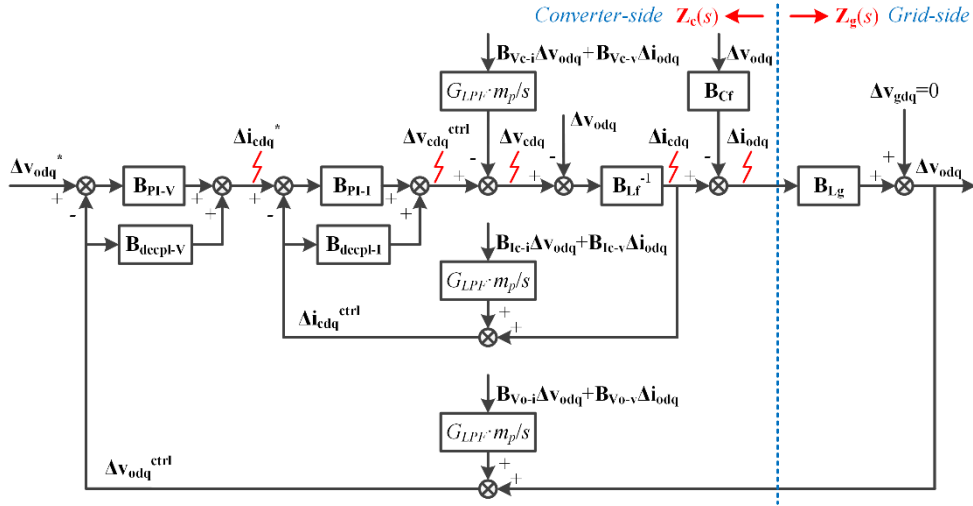 Converter-side Zc(s) Zg(s) Grid-side
BVc-iΔvodq+BVc-vΔiodq
Δvodq
GLPF·mp/s
BCf
Δvgdq=0
Δvodq*
Δicdq*
Δvcdqctrl
Δvcdq
Δvodq
Δicdq
Δiodq
Δvodq
- - - +
+ BPI-V + + BPI-I + + + BLf-1 + BLg +
- + - +
Bdecpl-V Bdecpl-I
BIc-iΔvodq+BIc-vΔiodq
GLPF·mp/s
Δicdqctrl
+ +
BVo-iΔvodq+BVo-vΔiodq
GLPF·mp/s
Δvodqctrl
+ +